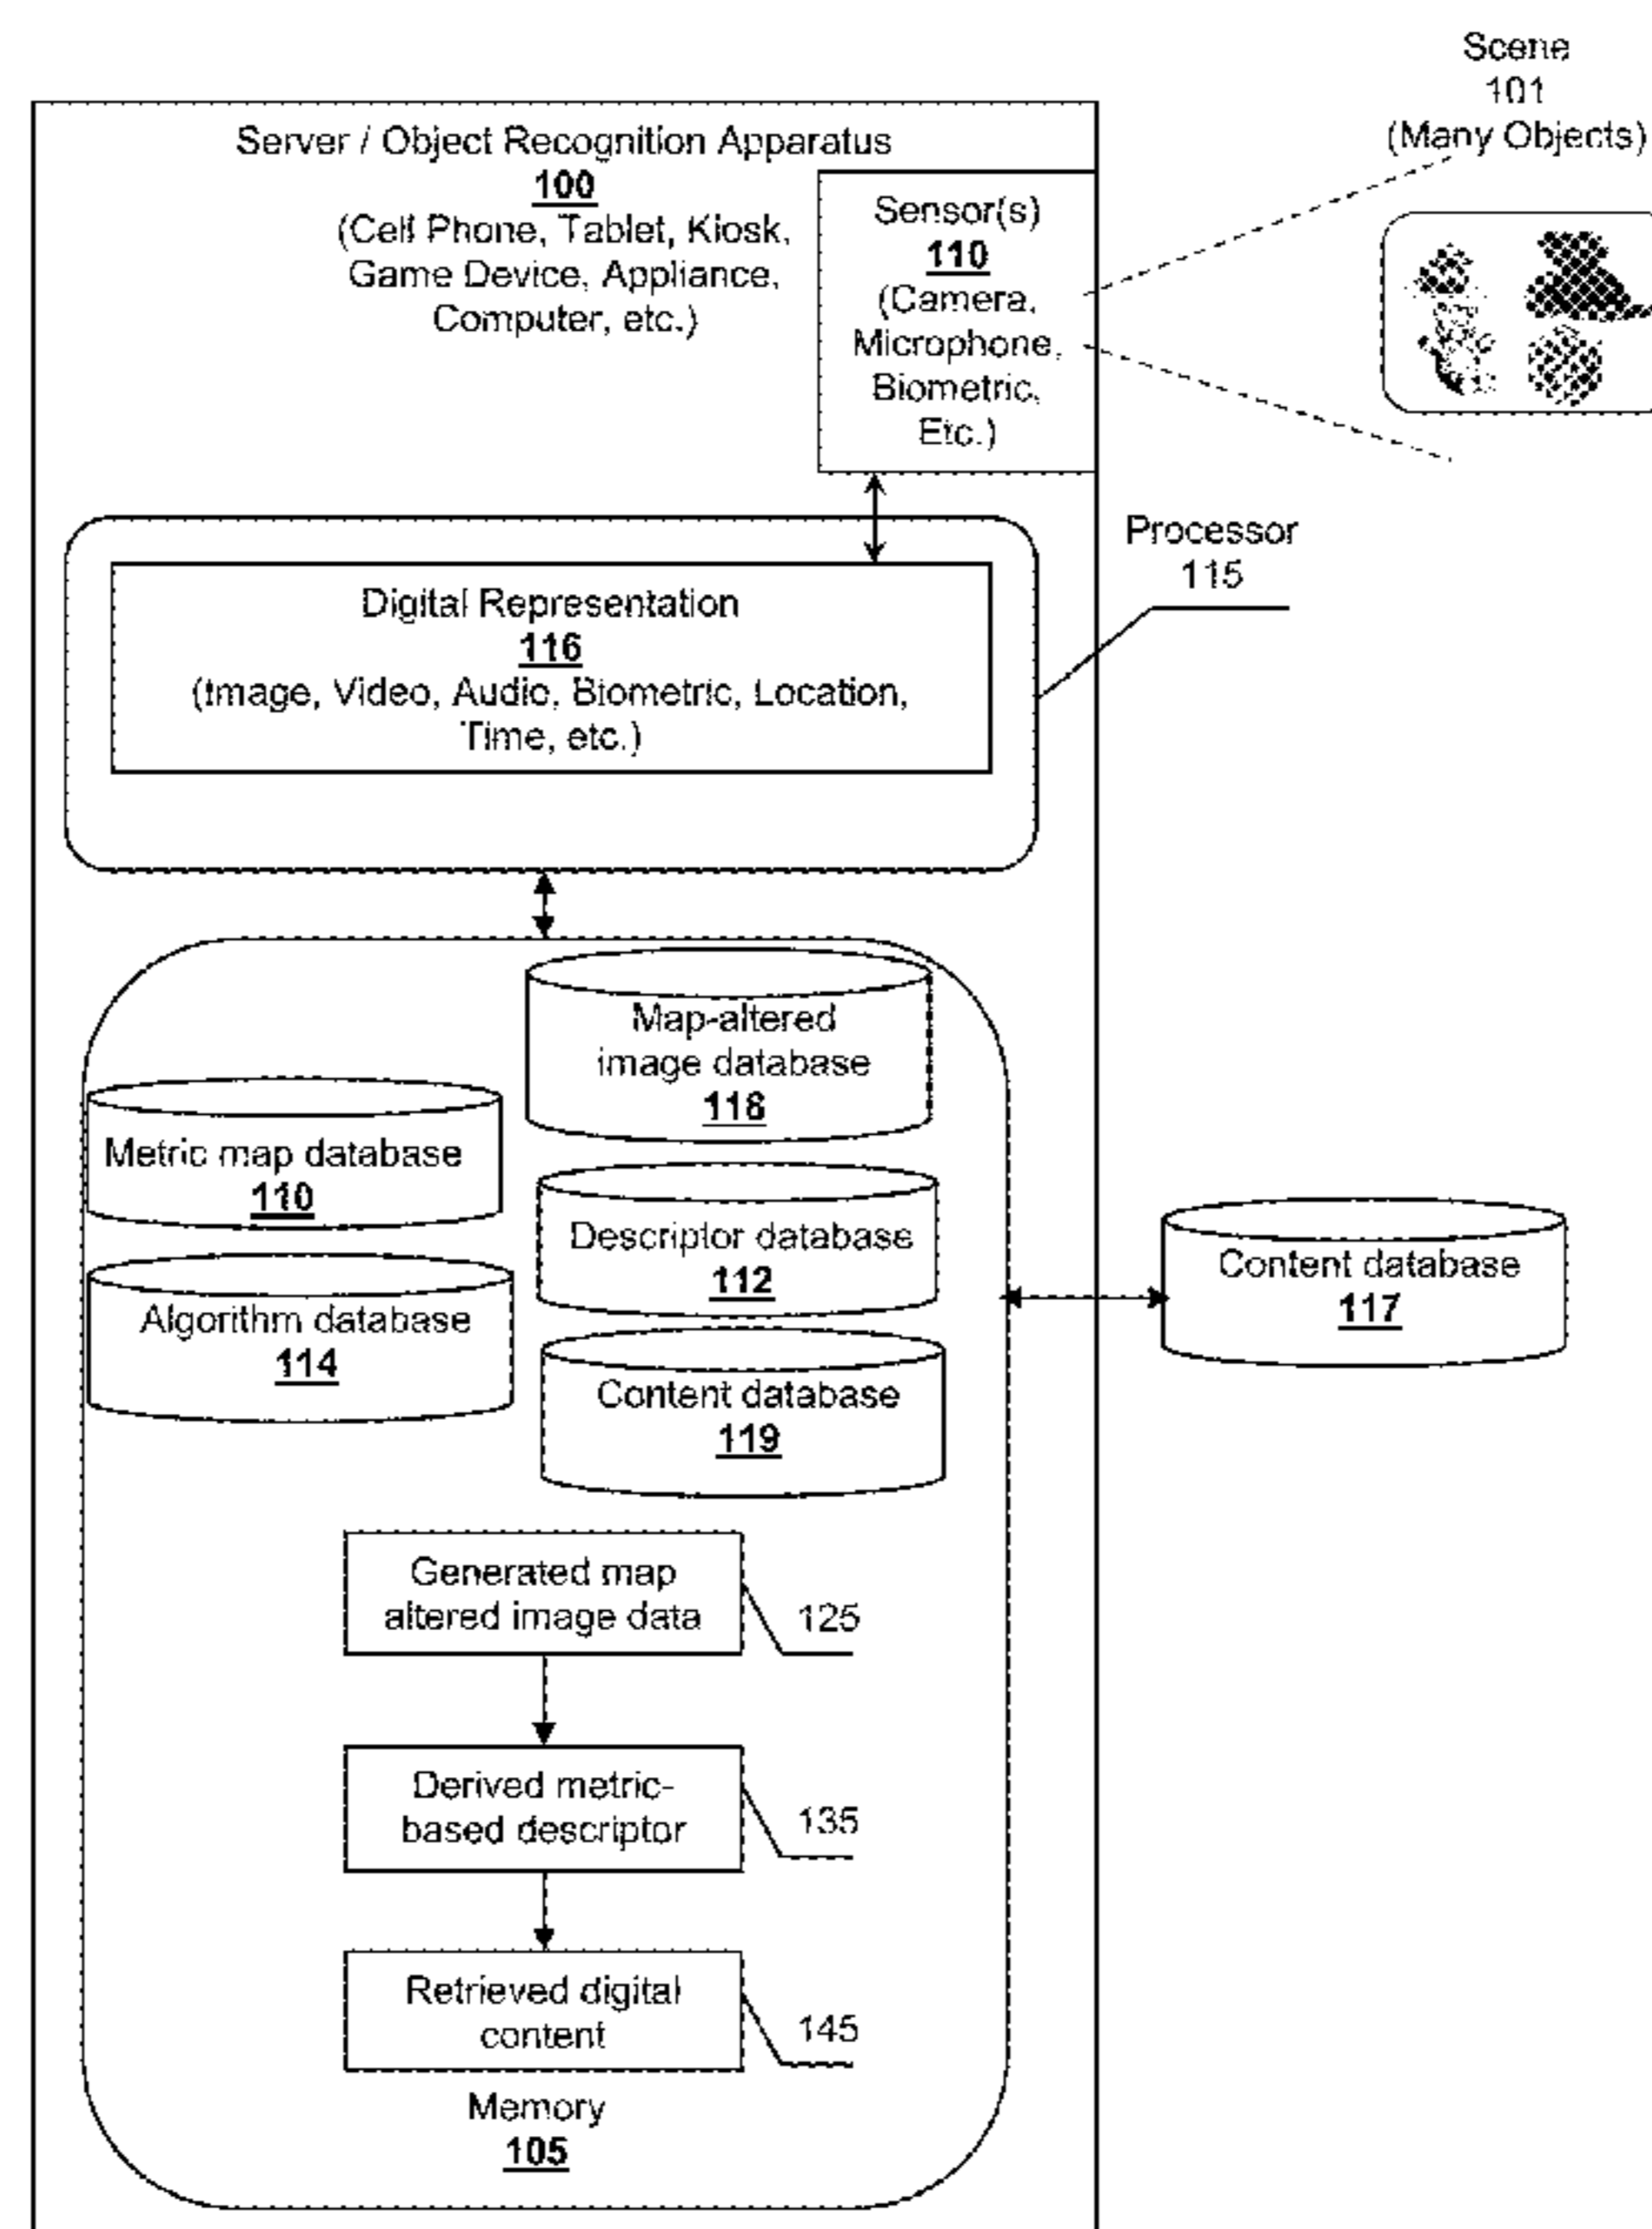 Scene
101
(Many Objects)
Server / Object Recognition Apparatus
100
(Cell Phone, Tablet, Kiosk,
Game Device, Appliance,
Computer, etc.)
Sensor(s)
110
(Camera,
Microphone,
Biometric,
Etc.)
Processor
115
Digital Representation
116
(Image, Video, Audio, Biometric, Location,
Time, etc.)
Map-altered
image database
118
Metric map database
110
Descriptor database
112
Algorithm database
114
Content database
119
Content database
117
Generated map
altered image data
125
Derived metric-
based descriptor
135
Retrieved digital
content
145
Memory
105